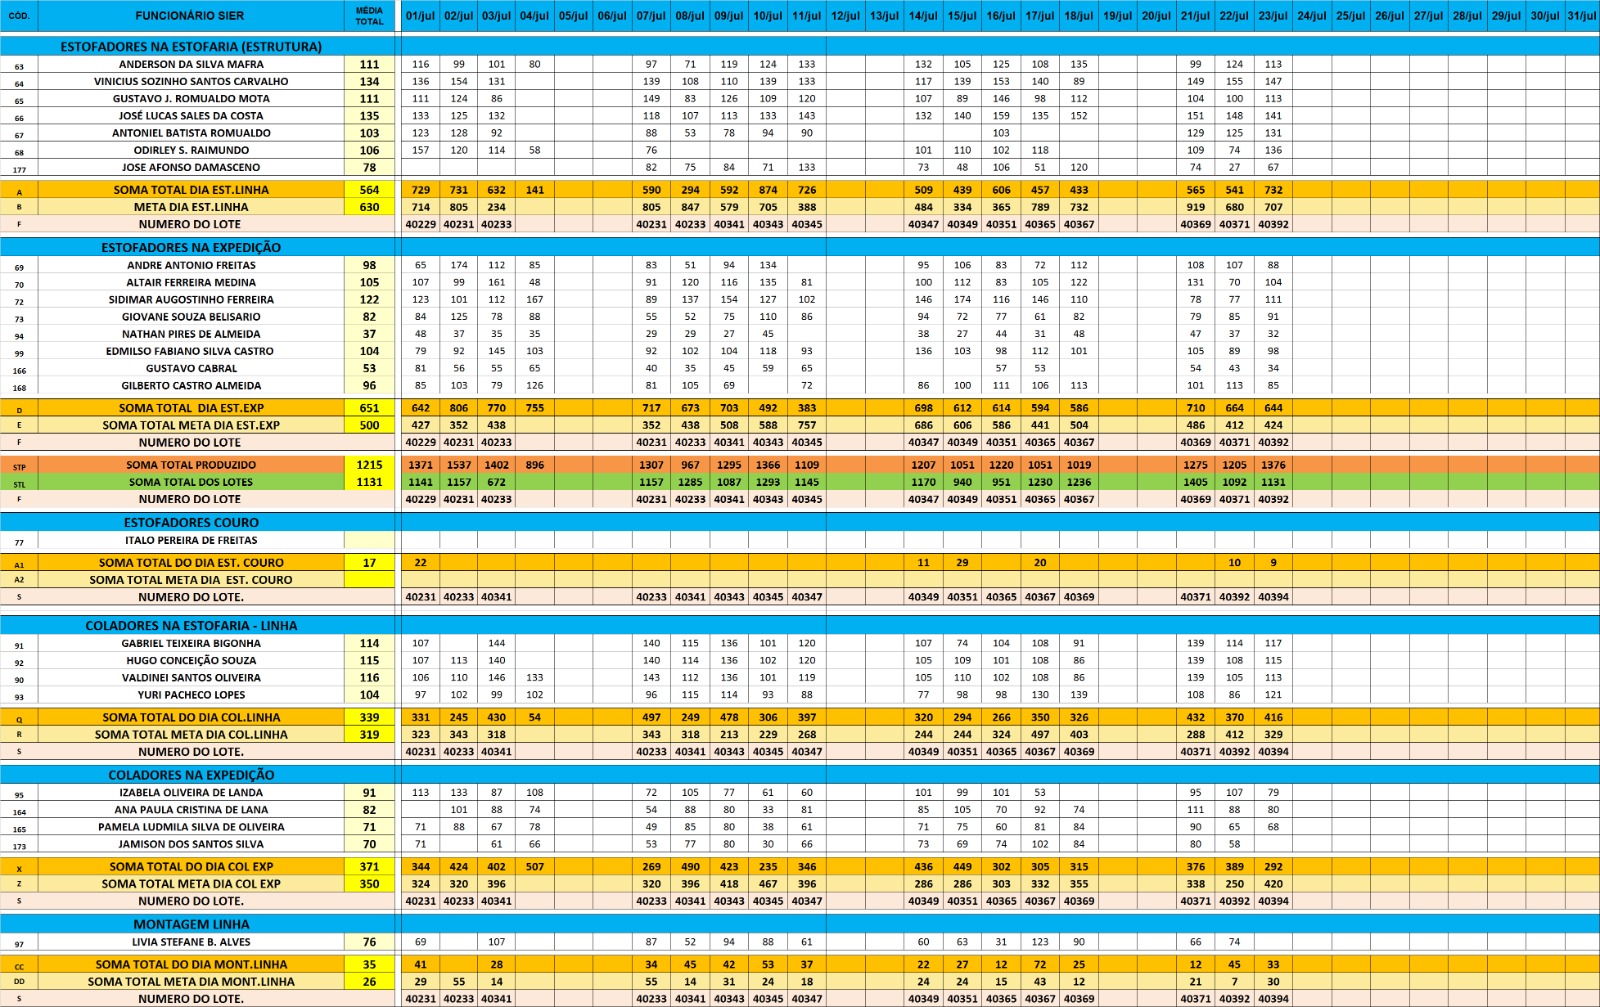 CÓD. FUNCIONÁRIO SIER MÉDIA TOTAL 01/jul 02/jul 03/jul 04/jul 05/jul 06/jul 07/jul 08/jul 09/jul 10/jul 11/jul 12/jul 13/jul 14/jul 15/jul 16/jul 17/jul 18/jul 19/jul 20/jul 21/jul 22/jul 23/jul 24/jul 25/jul 26/jul 27/jul 28/jul 29/jul 30/jul 31/jul
ESTOFADORES NA ESTOFARIA (ESTRUTURA)
63 ANDERSON DA SILVA MAFRA 111 116 99 101 80 97 71 119 124 133 132 105 125 108 135 99 124 113
64 VINICIUS SOZINHO SANTOS CARVALHO 134 136 154 131 139 108 110 139 133 117 139 153 140 89 149 155 147
65 GUSTAVO J. ROMUALDO MOTA 111 111 124 86 149 83 126 109 120 107 89 146 98 112 104 100 113
66 JOSÉ LUCAS SALES DA COSTA 135 133 125 132 118 107 113 133 143 132 140 159 135 152 151 148 141
67 ANTONIEL BATISTA ROMUALDO 103 123 128 92 88 53 78 94 90 103 129 125 131
68 ODIRLEY S. RAIMUNDO 106 157 120 114 58 76 101 110 102 118 109 74 136
177 JOSE AFONSO DAMASCENO 78 82 75 84 71 133 73 48 106 51 120 74 27 67
A SOMA TOTAL DIA EST.LINHA 564 729 731 632 141 590 294 592 874 726 509 439 606 457 433 565 541 732
B META DIA EST.LINHA 630 714 805 234 805 847 579 705 388 484 334 365 789 732 919 680 707
F NUMERO DO LOTE 40229 40231 40233 40231 40233 40341 40343 40345 40347 40349 40351 40365 40367 40369 40371 40392
ESTOFADORES NA EXPEDIÇÃO
69 ANDRE ANTONIO FREITAS 98 65 174 112 85 83 51 94 134 95 106 83 72 112 108 107 88
70 ALTAIR FERREIRA MEDINA 105 107 99 161 48 91 120 116 135 81 100 112 83 105 122 131 70 104
72 SIDIMAR AUGOSTINHO FERREIRA 122 123 101 112 167 89 137 154 127 102 146 174 116 146 110 78 77 111
73 GIOVANE SOUZA BELISARIO 82 84 125 78 88 55 52 75 110 86 94 72 77 61 82 79 85 91
94 NATHAN PIRES DE ALMEIDA 37 48 37 35 35 29 29 27 45 38 27 44 31 48 47 37 32
99 EDMILSO FABIANO SILVA CASTRO 104 79 92 145 103 92 102 104 118 93 136 103 98 112 101 105 89 98
166 GUSTAVO CABRAL 53 81 56 55 65 40 35 45 59 65 57 53 54 43 34
168 GILBERTO CASTRO ALMEIDA 96 85 103 79 126 81 105 69 72 86 100 111 106 113 101 113 85
D SOMA TOTAL DIA EST.EXP 651 642 806 770 755 717 673 703 492 383 698 612 614 594 586 710 664 644
E SOMA TOTAL META DIA EST.EXP 500 427 352 438 352 438 508 588 757 686 606 586 441 504 486 412 424
F NUMERO DO LOTE 40229 40231 40233 40231 40233 40341 40343 40345 40347 40349 40351 40365 40367 40369 40371 40392
STP SOMA TOTAL PRODUZIDO 1215 1371 1537 1402 896 1307 967 1295 1366 1109 1207 1051 1220 1051 1019 1275 1205 1376
STL SOMA TOTAL DOS LOTES 1131 1141 1157 672 1157 1285 1087 1293 1145 1170 940 951 1230 1236 1405 1092 1131
F NUMERO DO LOTE 40229 40231 40233 40231 40233 40341 40343 40345 40347 40349 40351 40365 40367 40369 40371 40392
ESTOFADORES COURO
77 ITALO PEREIRA DE FREITAS
A1 SOMA TOTAL DO DIA EST. COURO 17 22 11 29 20 10 9
A2 SOMA TOTAL META DIA EST. COURO
S NUMERO DO LOTE. 40231 40233 40341 40233 40341 40343 40345 40347 40349 40351 40365 40367 40369 40371 40392 40394
COLADORES NA ESTOFARIA - LINHA
91 GABRIEL TEIXEIRA BIGONHA 114 107 144 140 115 136 101 120 107 74 104 108 91 139 114 117
92 HUGO CONCEIÇÃO SOUZA 115 107 113 140 140 114 136 102 120 105 109 101 108 86 139 108 115
90 VALDINEI SANTOS OLIVEIRA 116 106 110 146 133 143 112 136 101 119 105 110 102 108 86 139 105 113
93 YURI PACHECO LOPES 104 97 102 99 102 96 115 114 93 88 77 98 98 130 139 108 86 121
Q SOMA TOTAL DO DIA COL.LINHA 339 331 245 430 54 497 249 478 306 397 320 294 266 350 326 432 370 416
R SOMA TOTAL META DIA COL.LINHA 319 323 343 318 343 318 213 229 268 244 244 324 497 403 288 412 329
S NUMERO DO LOTE. 40231 40233 40341 40233 40341 40343 40345 40347 40349 40351 40365 40367 40369 40371 40392 40394
COLADORES NA EXPEDIÇÃO
95 IZABELA OLIVEIRA DE LANDA 91 113 133 87 108 72 105 77 61 60 101 99 101 53 95 107 79
164 ANA PAULA CRISTINA DE LANA 82 101 88 74 54 88 80 33 81 85 105 70 92 74 111 88 80
165 PAMELA LUDMILA SILVA DE OLIVEIRA 71 71 88 67 78 49 85 80 38 61 71 75 60 81 84 90 65 68
173 JAMISON DOS SANTOS SILVA 70 71 61 66 53 77 80 30 66 73 69 74 102 84 80 58
X SOMA TOTAL DO DIA COL EXP 371 344 424 402 507 269 490 423 235 346 436 449 302 305 315 376 389 292
Z SOMA TOTAL META DIA COL EXP 350 324 320 396 320 396 418 467 396 286 286 303 332 355 338 250 420
S NUMERO DO LOTE. 40231 40233 40341 40233 40341 40343 40345 40347 40349 40351 40365 40367 40369 40371 40392 40394
MONTAGEM LINHA
97 LIVIA STEFANE B. ALVES 76 69 107 87 52 94 88 61 60 63 31 123 90 66 74
CC SOMA TOTAL DO DIA MONT.LINHA 35 41 28 34 45 42 53 37 22 27 12 72 25 12 45 33
DD SOMA TOTAL META DIA MONT.LINHA 26 29 55 14 55 14 31 24 18 24 24 15 43 12 21 7 30
S NUMERO DO LOTE. 40231 40233 40341 40233 40341 40343 40345 40347 40349 40351 40365 40367 40369 40371 40392 40394